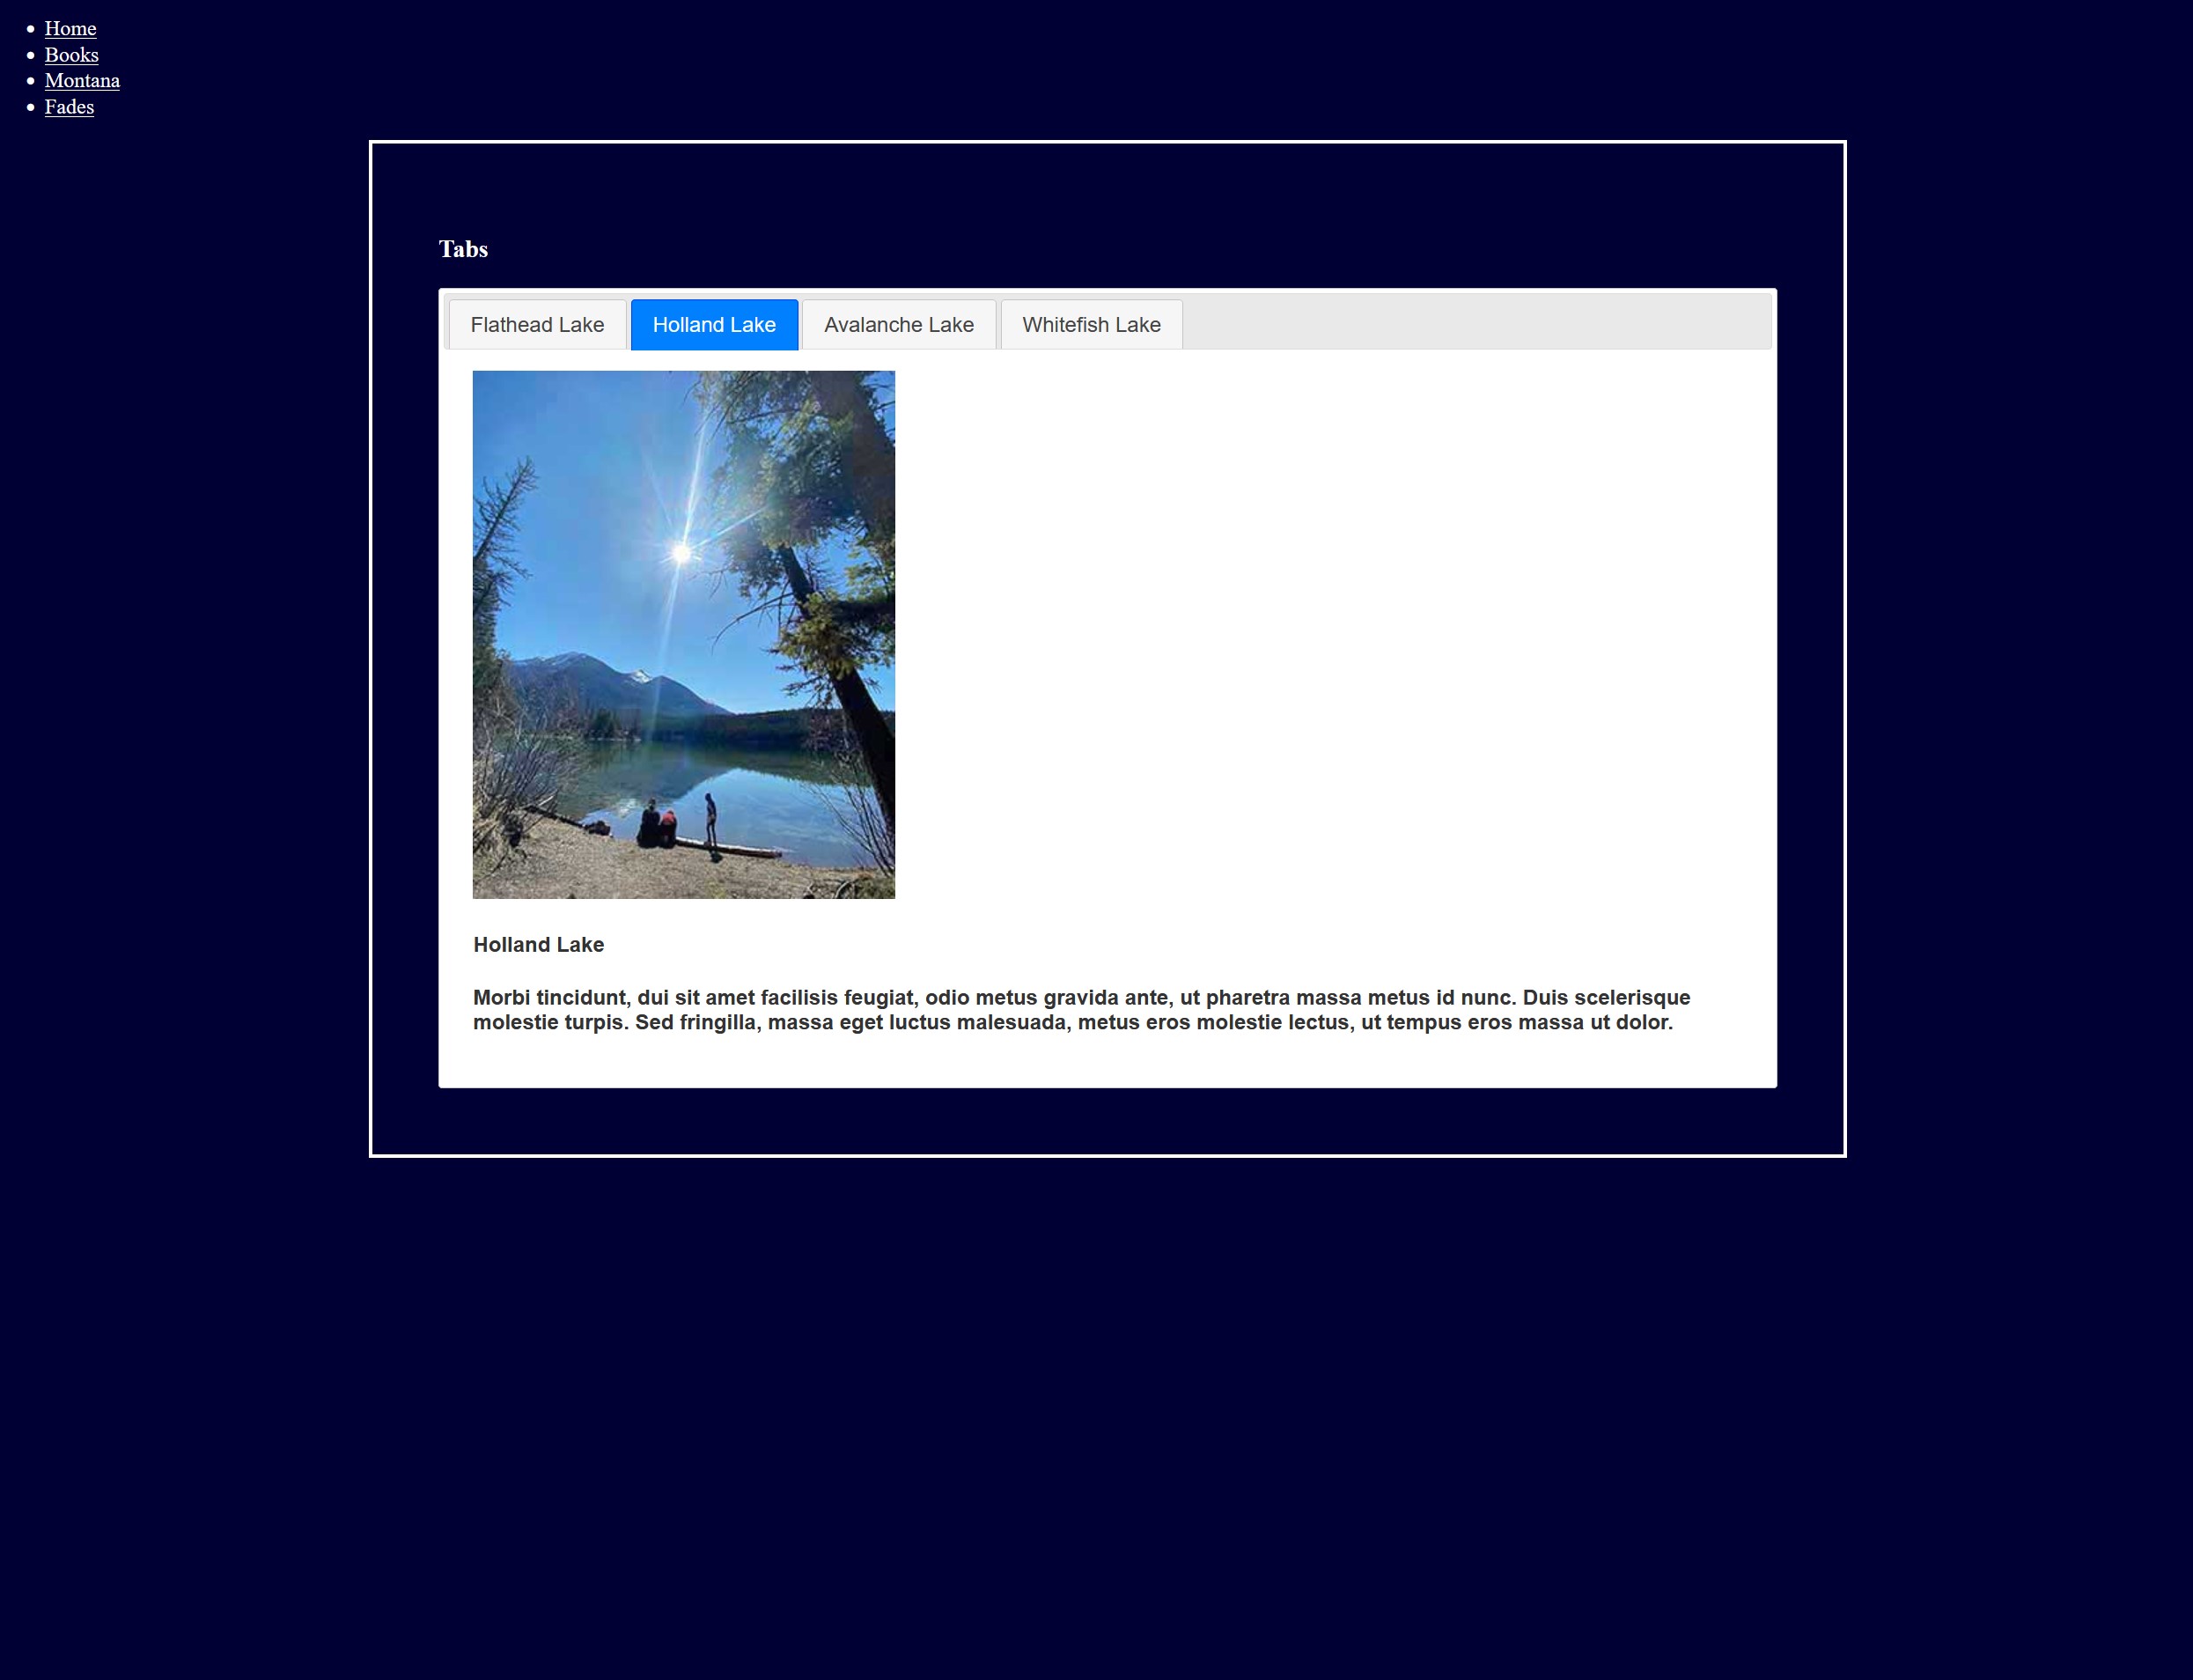 Home
Books
Montana
Fades
Tabs
Flathead Lake Holland Lake Avalanche Lake Whitefish Lake
Holland Lake
Morbi tincidunt, dui sit amet facilisis feugiat, odio metus gravida ante, ut pharetra massa metus id nunc. Duis scelerisque
molestie turpis. Sed fringilla, massa eget luctus malesuada, metus eros molestie lectus, ut tempus eros massa ut dolor.